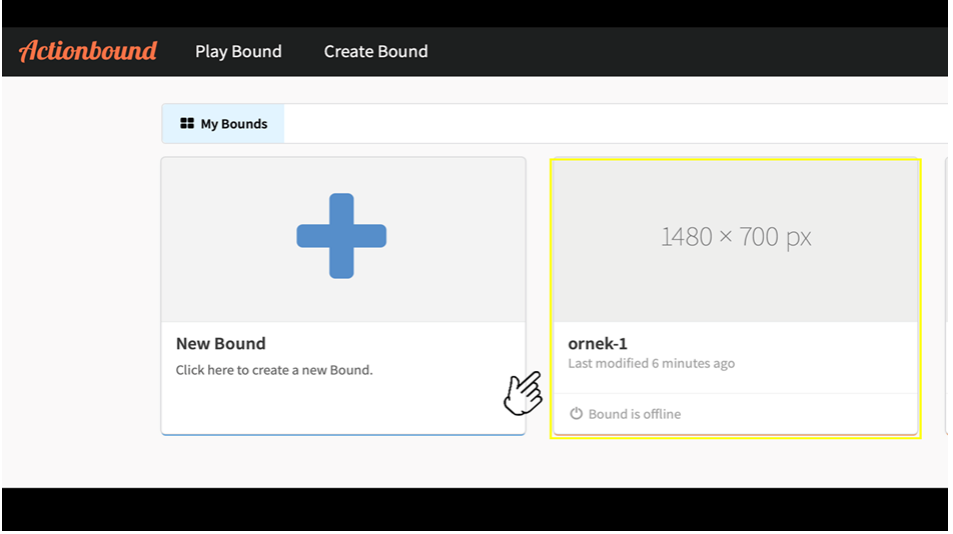 Actionbound Play Bound Create Bound
My Bounds
1480 × 700 px
New Bound
Click here to create a new Bound.
ornek-1
Last modified 6 minutes ago
Bound is offline